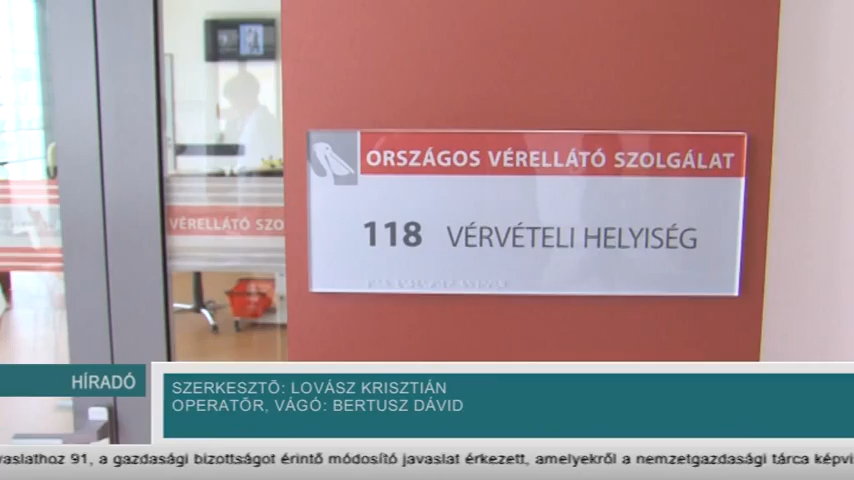 ORSZÁGOS VÉRELLÁTÓ SZOLGÁLAT
118 VÉRVÉTELI HELYISÉG
VÉRELLÁTÓ SZO
HÍRADÓ
SZERKESZTŐ: LOVÁSZ KRISZTIÁN
OPERATŐR, VÁGÓ: BERTUSZ DÁVID
vaslathoz 91, a gazdasági bizottságot érintő módosító javaslat érkezett, amelyekről a nemzetgazdasági tárca képvi